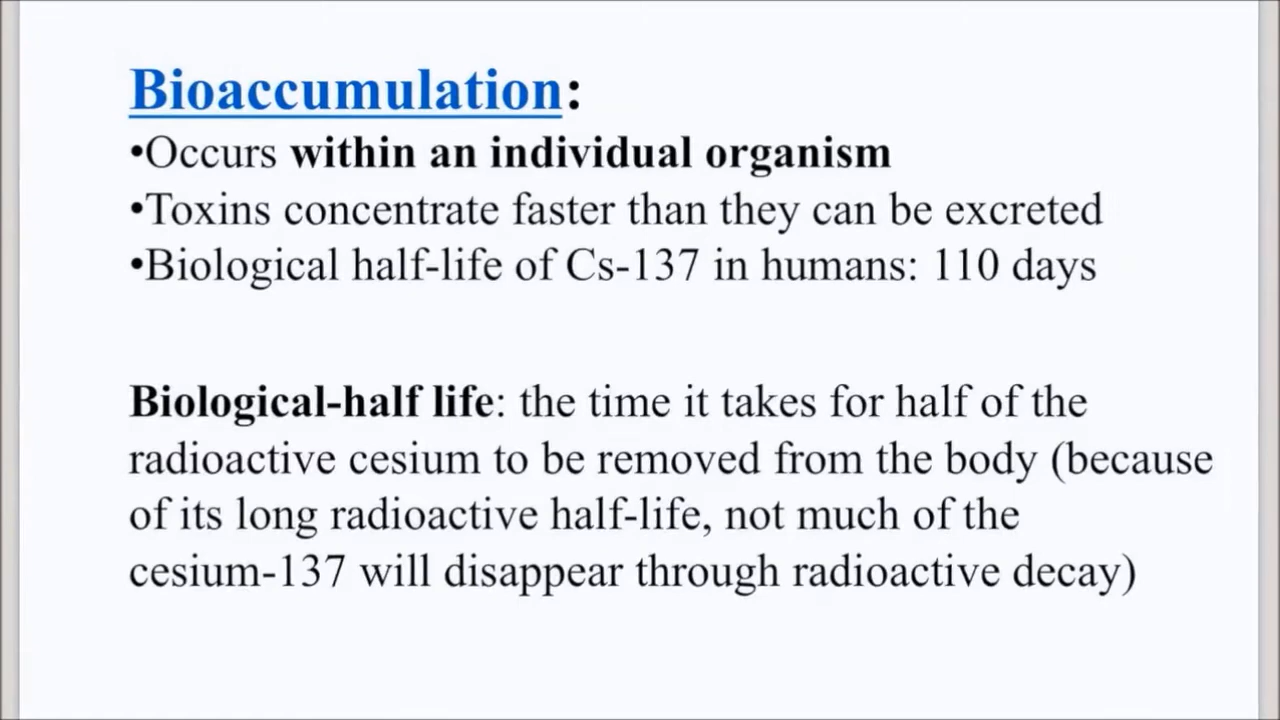 Bioaccumulation:
•Occurs within an individual organism
•Toxins concentrate faster than they can be excreted
•Biological half-life of Cs-137 in humans: 110 days
Biological-half life: the time it takes for half of the
radioactive cesium to be removed from the body (because
of its long radioactive half-life, not much of the
cesium-137 will disappear through radioactive decay)